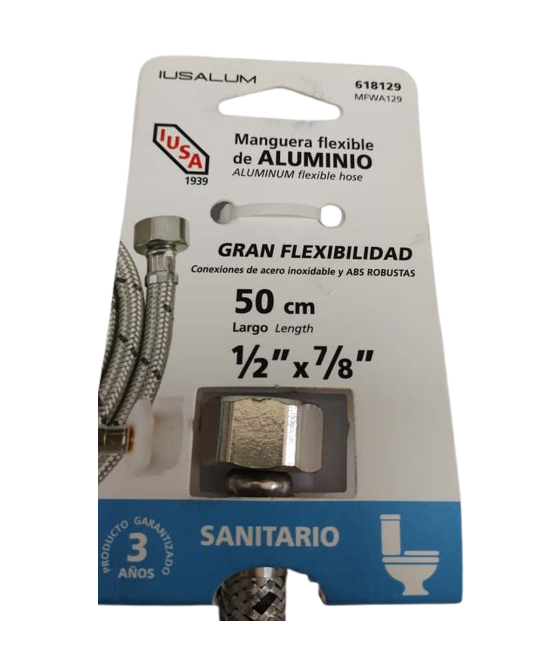 IUSALUM
618129
MFWA129
IUSA
1939
Manguera flexible
de ALUMINIO
ALUMINUM flexible hose
GRAN FLEXIBILIDAD
Conexiones de acero inoxidable y ABS ROBUSTAS
50 cm
Largo Length
1/2" x 7/8"
PRODUCTO GARANTIZADO
3
AÑOS
SANITARIO